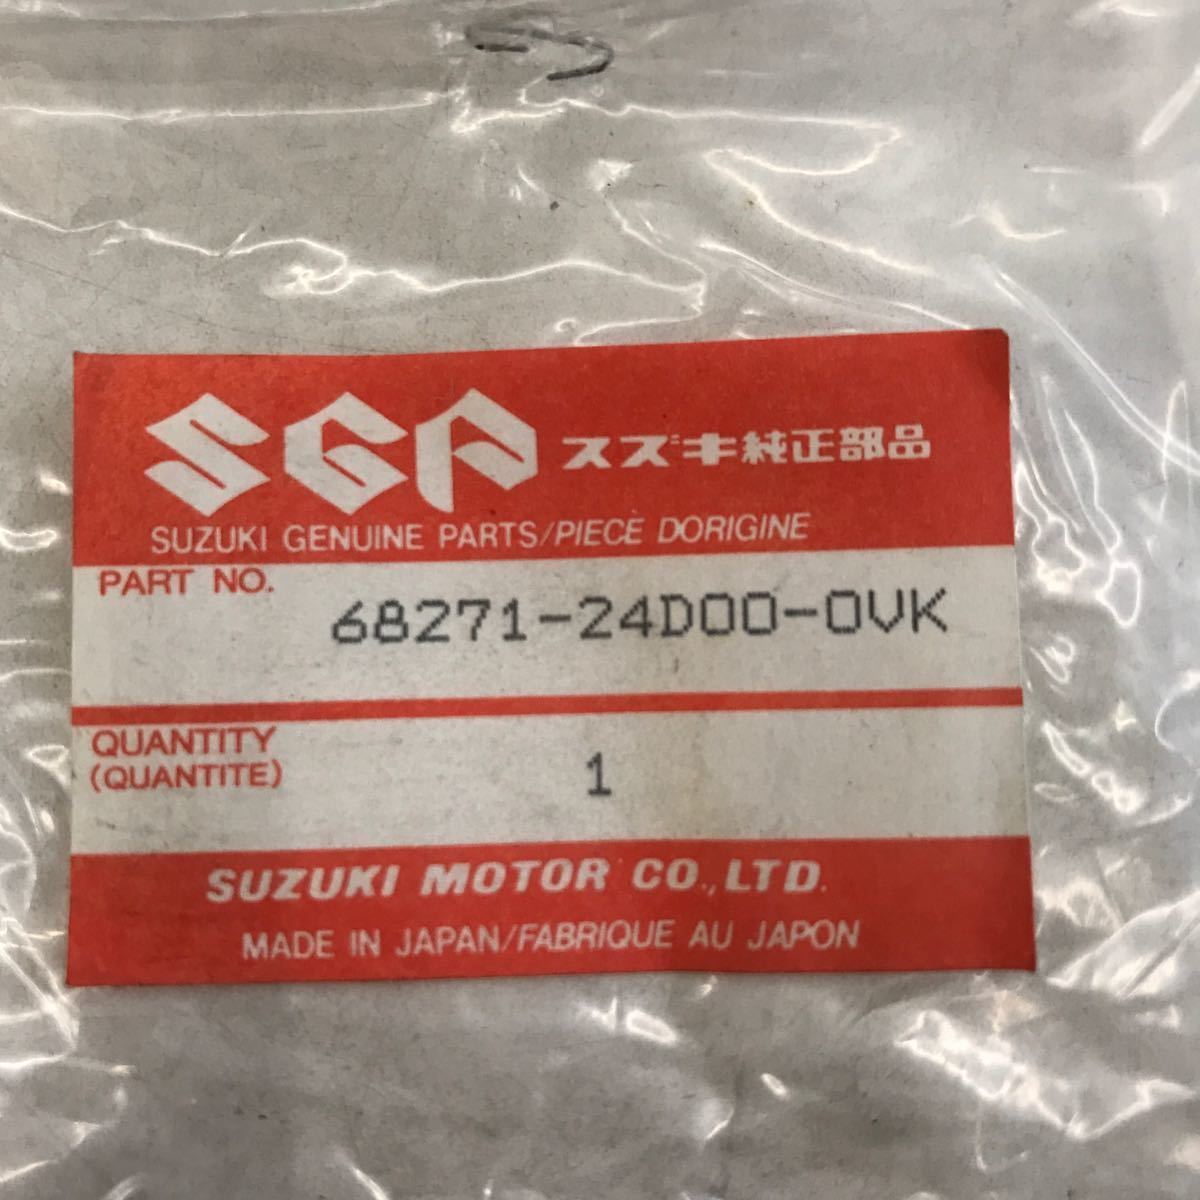 SGP スズキ純正部品
SUZUKI GENUINE PARTS/PIECÈ DORIGINE
PART NO.
68271-24D00-0VK
QUANTITY
(QUANTITE)
1
SUZUKI MOTOR CO., LTD.
MADE IN JAPAN/FABRIQUE AU JAPON